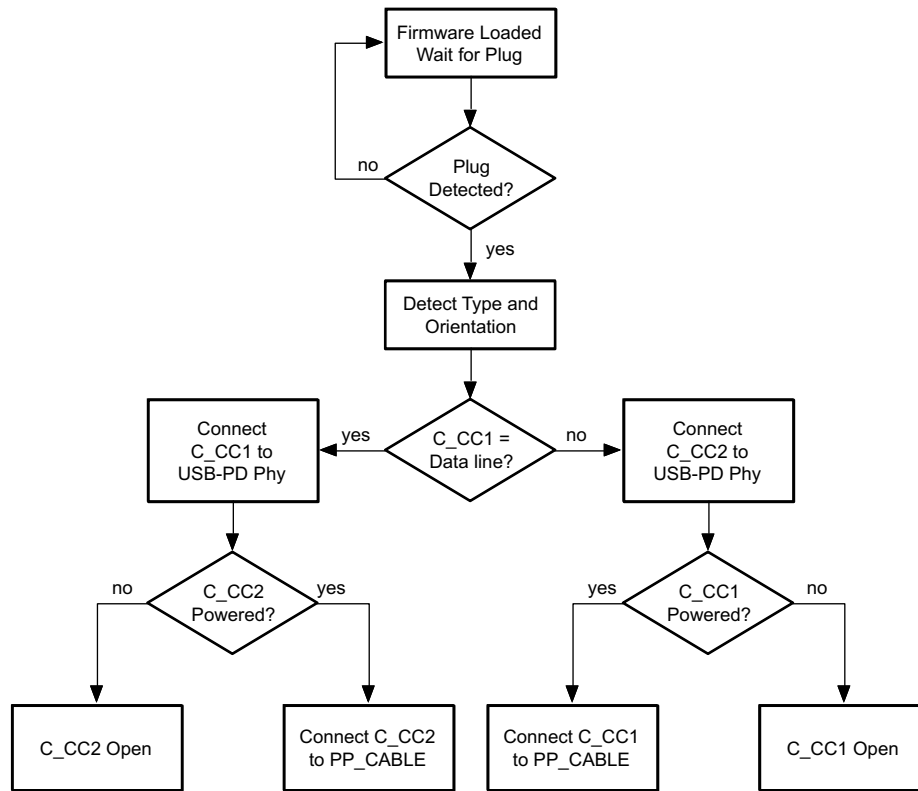 Firmware Loaded
Wait for Plug
no
Plug
Detected?
yes
Detect Type and
Orientation
Connect
C_CC1 to
USB-PD Phy
yes
C_CC1 =
Data line?
no
Connect
C_CC2 to
USB-PD Phy
no
C_CC2
Powered?
yes
yes
C_CC1
Powered?
no
C_CC2 Open
Connect C_CC2
to PP_CABLE
Connect C_CC1
to PP_CABLE
C_CC1 Open